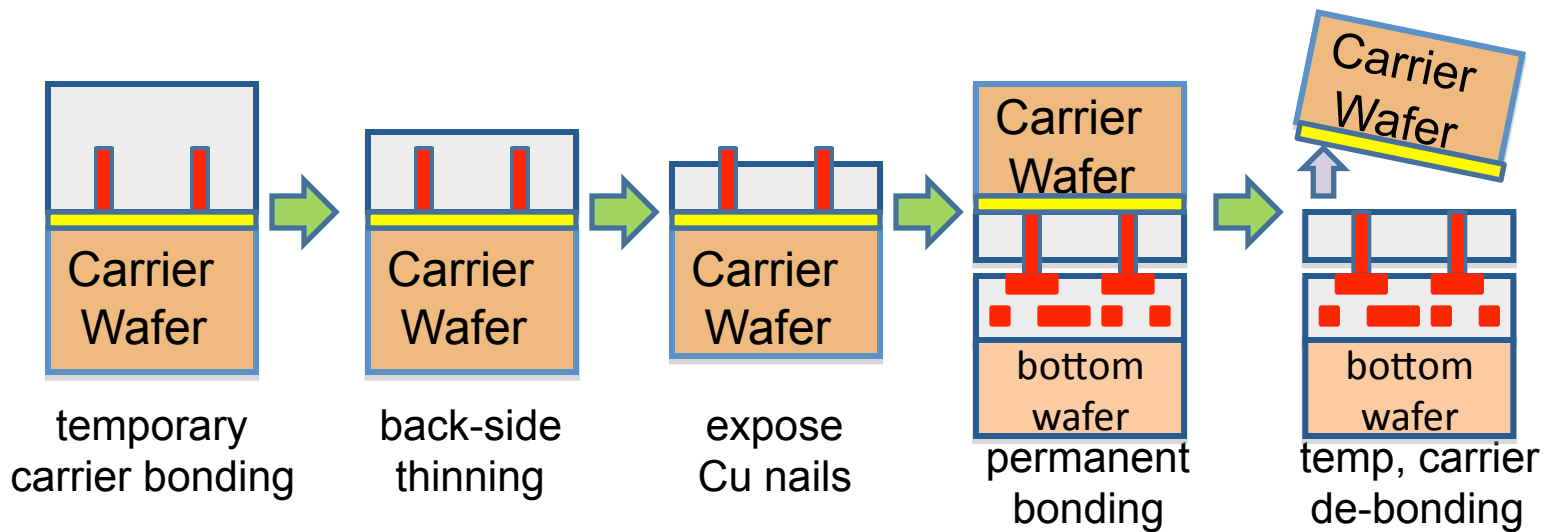 Carrier
Wafer
temporary
carrier bonding
Carrier
Wafer
back-side
thinning
Carrier
Wafer
expose
Cu nails
Carrier
Wafer
bottom
wafer
permanent
bonding
Carrier
Wafer
bottom
wafer
temp, carrier
de-bonding